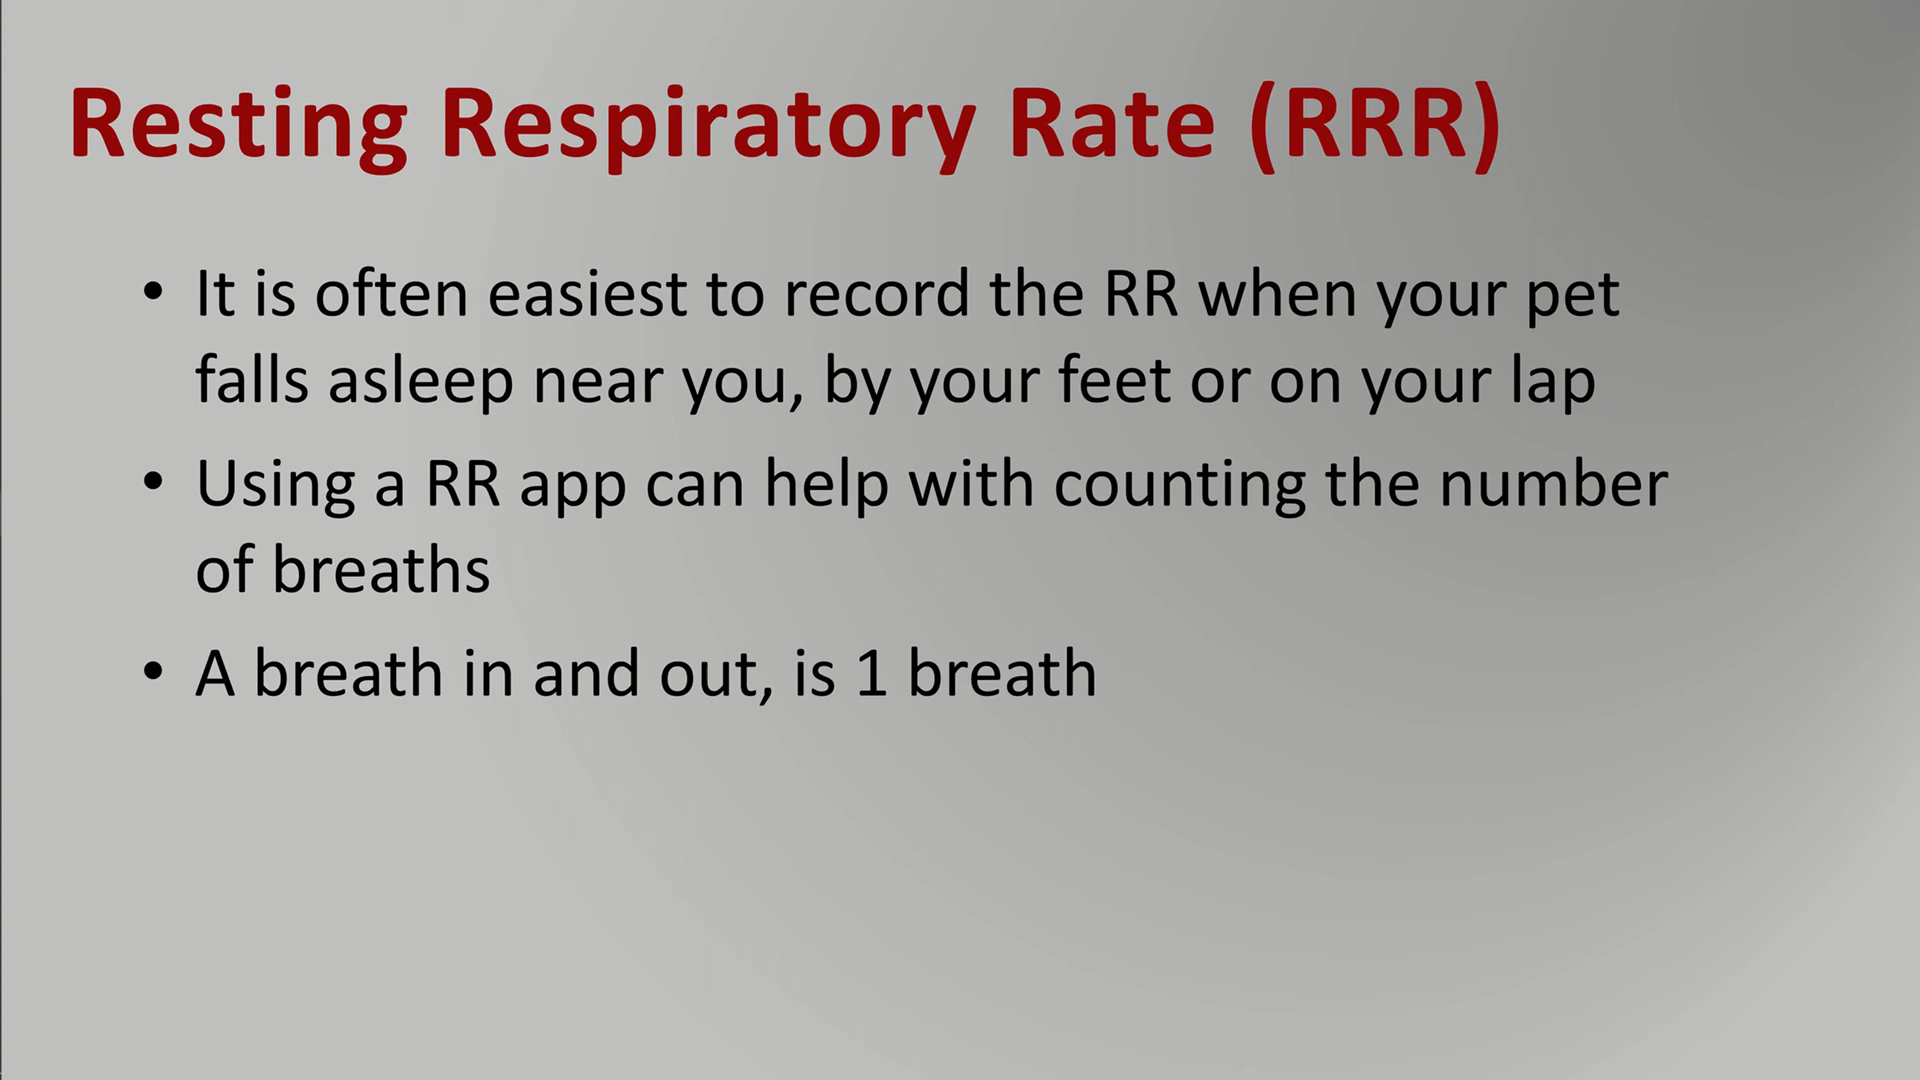 Resting Respiratory Rate (RRR)
• It is often easiest to record the RR when your pet
falls asleep near you, by your feet or on your lap
• Using a RR app can help with counting the number
of breaths
• A breath in and out, is 1 breath